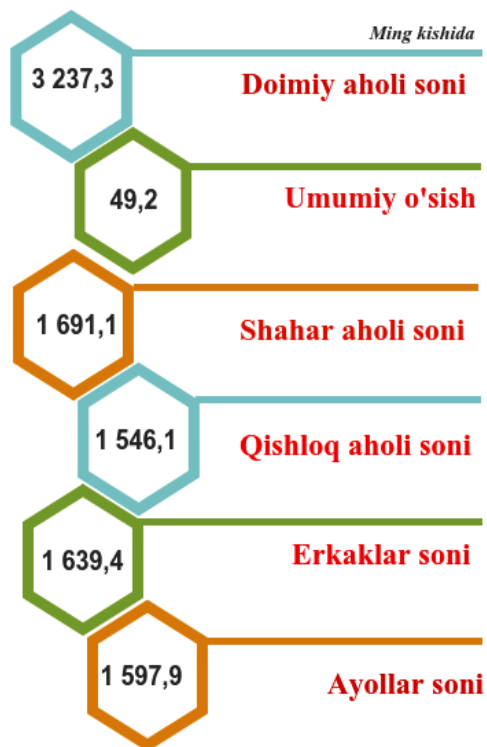 Ming kishida
3 237,3
Doimiy aholi soni
49,2
Umumiy o'sish
1 691,1
Shahar aholi soni
1 546,1
Qishloq aholi soni
1 639,4
Erkaklar soni
1 597,9
Ayollar soni